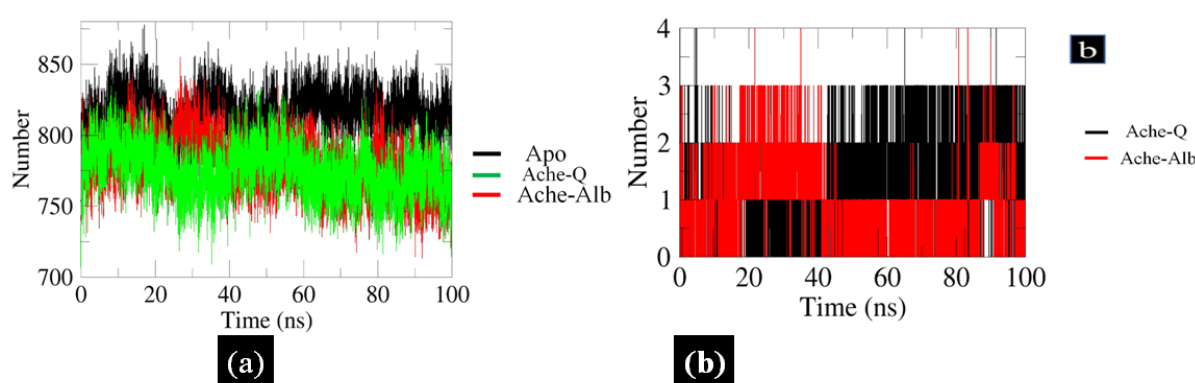 850
800
750
700
Number
0 20 40 60 80 100
Time (ns)
Apo
Ache-Q
Ache-Alb
(a)
4
3
2
1
0
Number
0 20 40 60 80 100
Time (ns)
b
Ache-Q
Ache-Alb
(b)